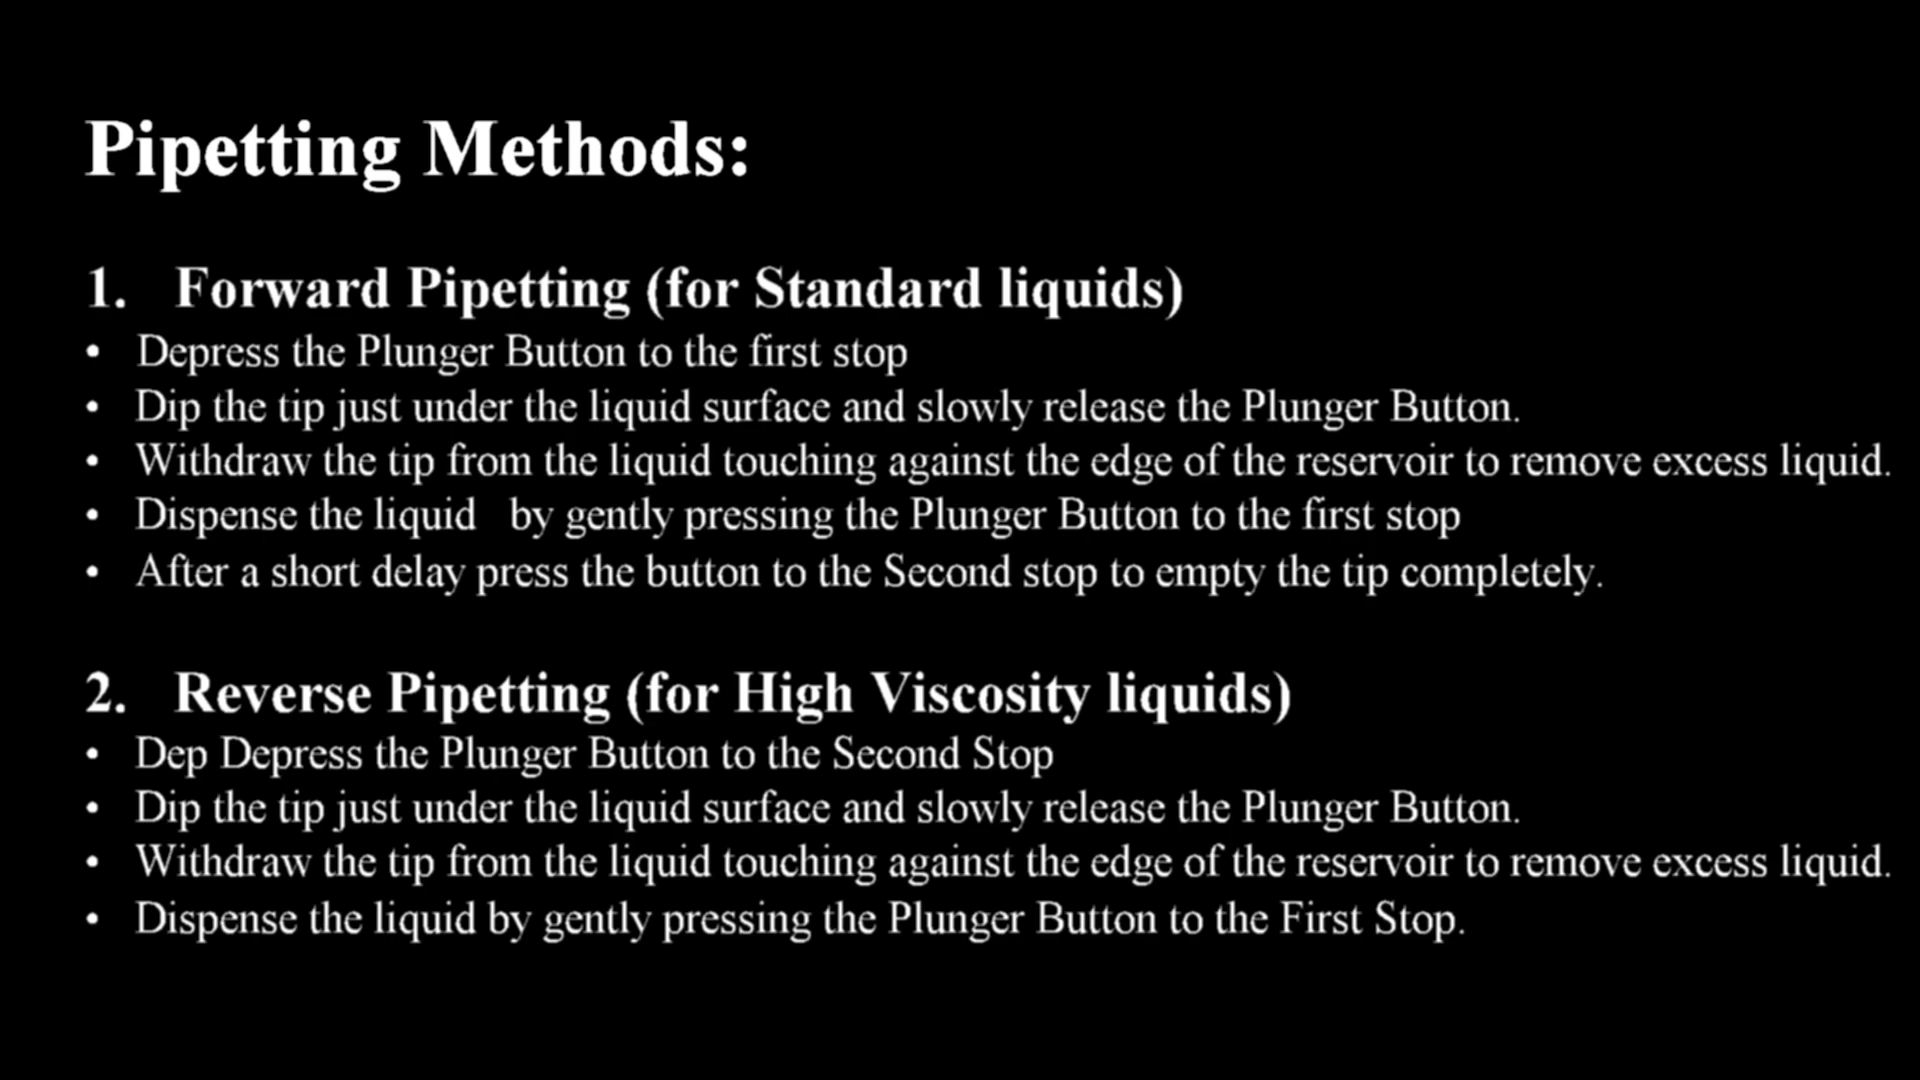 Pipetting Methods:
1. Forward Pipetting (for Standard liquids)
• Depress the Plunger Button to the first stop
• Dip the tip just under the liquid surface and slowly release the Plunger Button.
• Withdraw the tip from the liquid touching against the edge of the reservoir to remove excess liquid.
• Dispense the liquid by gently pressing the Plunger Button to the first stop
• After a short delay press the button to the Second stop to empty the tip completely.
2. Reverse Pipetting (for High Viscosity liquids)
• Dep Depress the Plunger Button to the Second Stop
• Dip the tip just under the liquid surface and slowly release the Plunger Button.
• Withdraw the tip from the liquid touching against the edge of the reservoir to remove excess liquid.
• Dispense the liquid by gently pressing the Plunger Button to the First Stop.